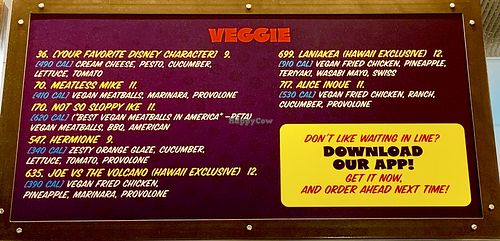 VEGGIE
36. [YOUR FAVORITE DISNEY CHARACTER] 9.
(490 CAL) CREAM CHEESE, PESTO, CUCUMBER,
LETTUCE, TOMATO
70. MEATLESS MIKE 11.
(410 CAL) VEGAN MEATBALLS, MARINARA, PROVOLONE
170. NOT SO SLOPPY IKE 11.
(620 CAL) ("BEST VEGAN MEATBALLS IN AMERICA" –PETA)
VEGAN MEATBALLS, BBQ, AMERICAN
547. HERMIONE 9.
(340 CAL) ZESTY ORANGE GLAZE, CUCUMBER,
LETTUCE, TOMATO, PROVOLONE
635. JOE VS THE VOLCANO (HAWAII EXCLUSIVE) 12.
(390 CAL) VEGAN FRIED CHICKEN,
PINEAPPLE, MARINARA, PROVOLONE
699. LANIAKEA (HAWAII EXCLUSIVE) 12.
(910 CAL) VEGAN FRIED CHICKEN, PINEAPPLE,
TERIYAKI, WASABI MAYO, SWISS
717. ALICE INOUE 11.
(530 CAL) VEGAN FRIED CHICKEN, RANCH,
CUCUMBER, PROVOLONE
DON'T LIKE WAITING IN LINE?
DOWNLOAD
OUR APP!
GET IT NOW,
AND ORDER AHEAD NEXT TIME!
HappyCow